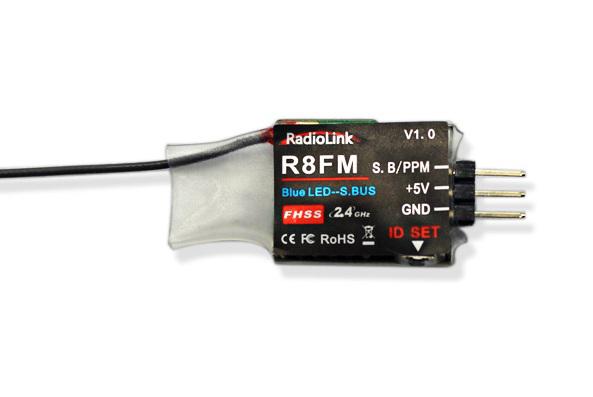 RadioLink V1.0
R8FM S.B/PPM
Blue LED--S.BUS +5V
FHSS 2.4GHz GND
CE FC RoHS ID SET